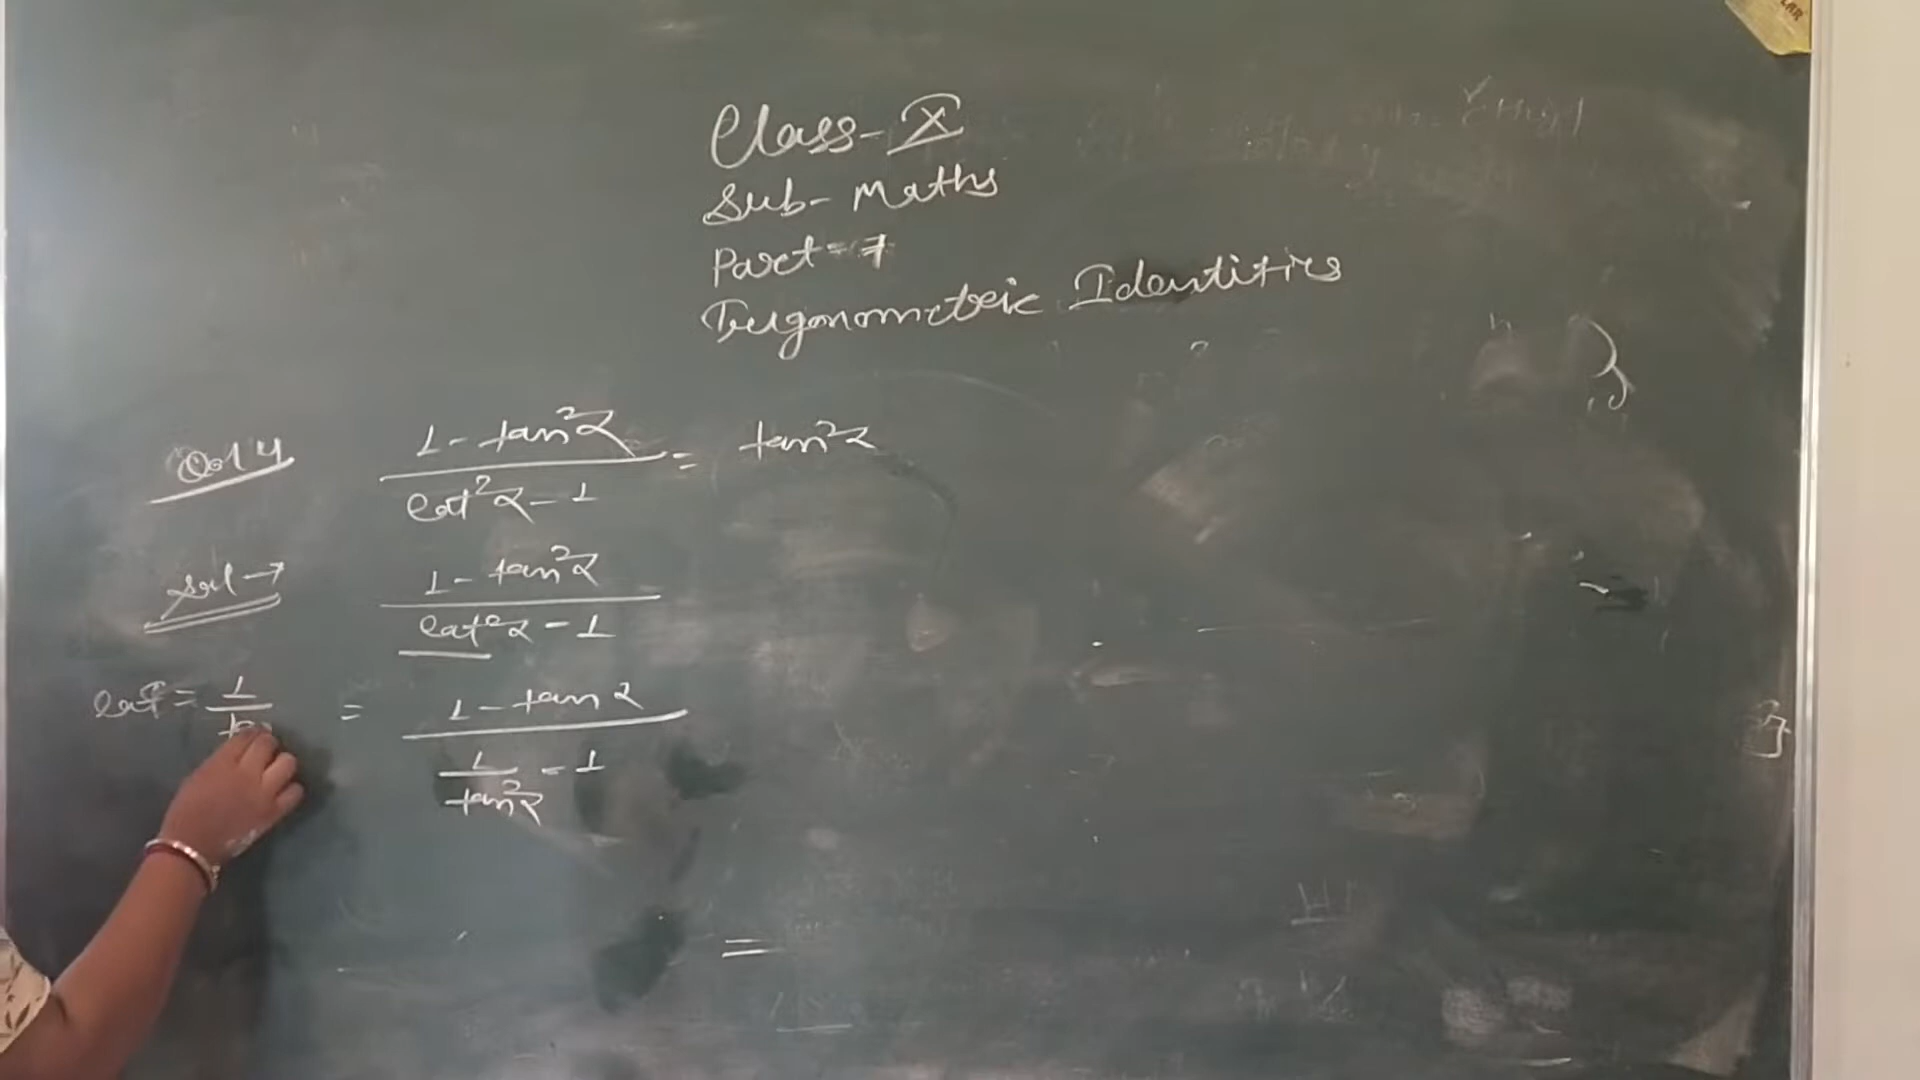 Class-X
Sub- Maths
Part-7
Trigonometric Identities
Q.14 1 - tan²α / cot²α - 1 = tan²α
Sol → 1 - tan²α / cot²α - 1
cot = 1 / = 1 - tan α / 1/tan²α - 1
=